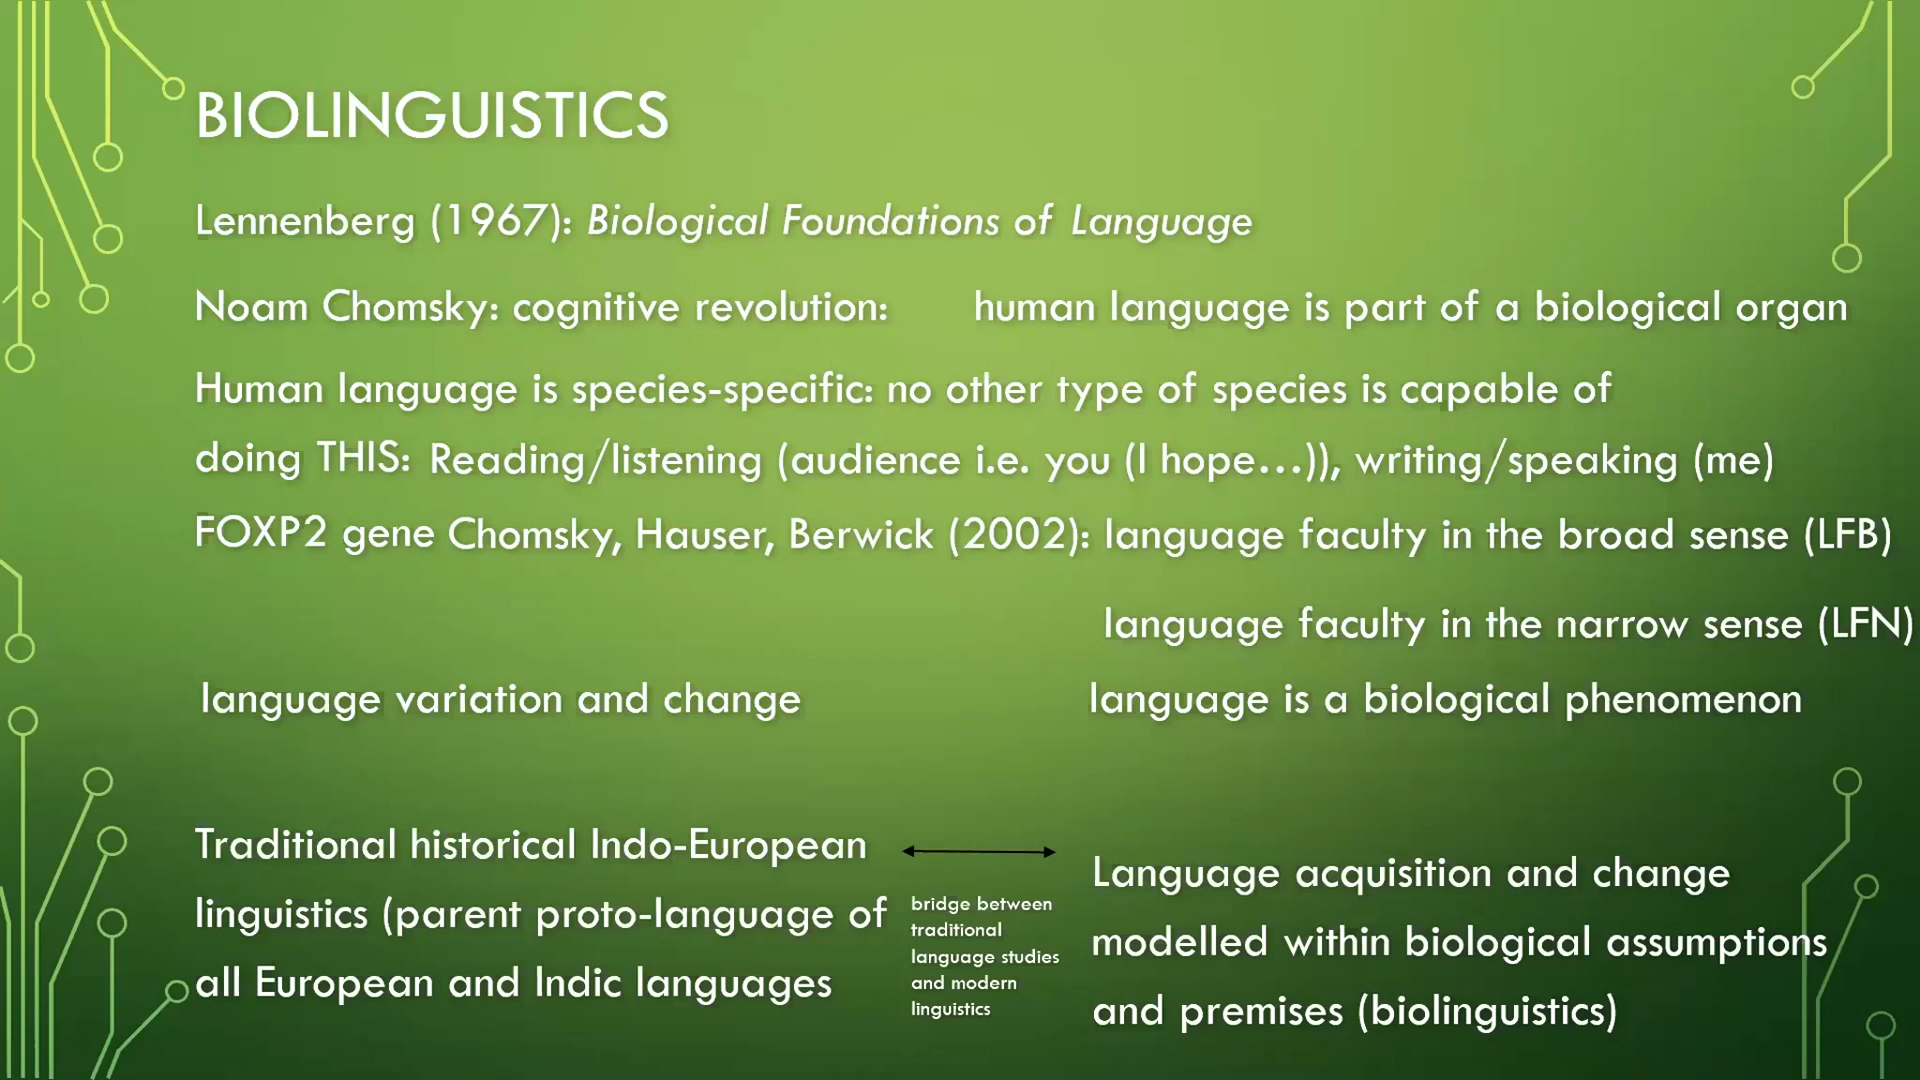 BIOLINGUISTICS
Lennenberg (1967): Biological Foundations of Language
Noam Chomsky: cognitive revolution: human language is part of a biological organ
Human language is species-specific: no other type of species is capable of
doing THIS: Reading/listening (audience i.e. you (I hope…)), writing/speaking (me)
FOXP2 gene Chomsky, Hauser, Berwick (2002): language faculty in the broad sense (LFB)
language faculty in the narrow sense (LFN)
language variation and change
language is a biological phenomenon
Traditional historical Indo-European
linguistics (parent proto-language of
all European and Indic languages
bridge between
traditional
language studies
and modern
linguistics
Language acquisition and change
modelled within biological assumptions
and premises (biolinguistics)